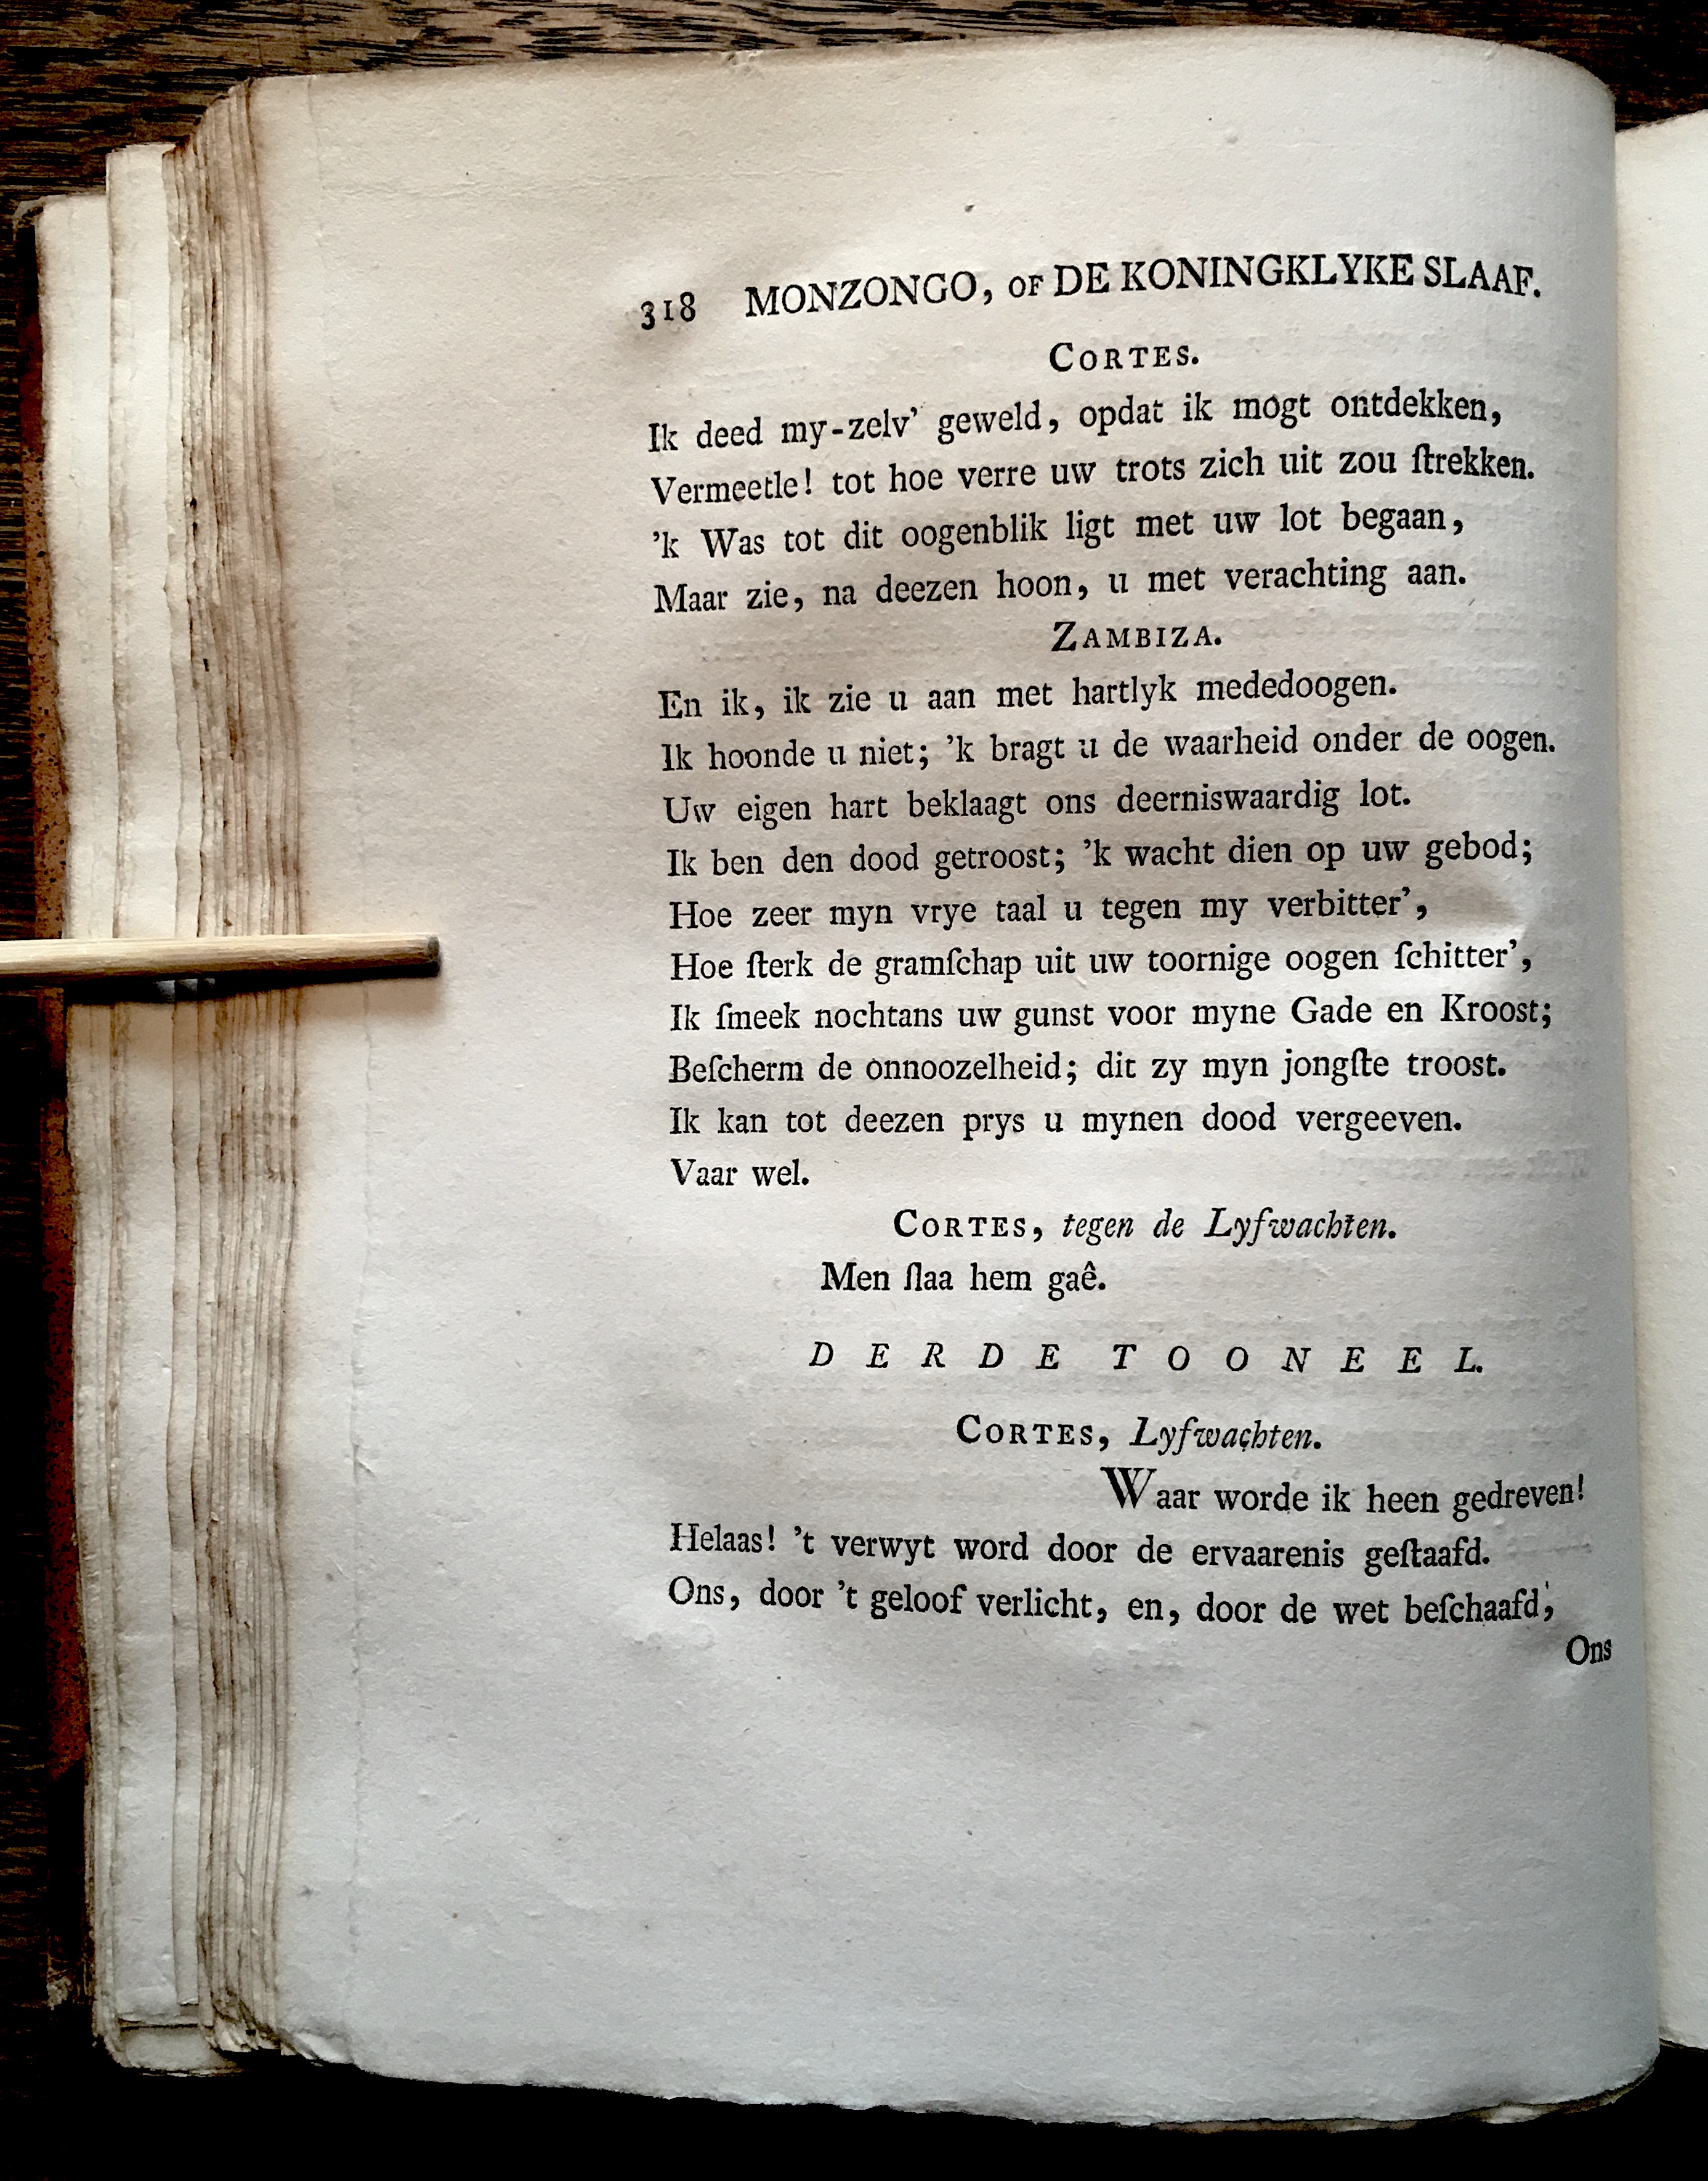 318 MONZONGO, OF DE KONINGKLYKE SLAAF.
CORTES.
Ik deed my-zelv' geweld, opdat ik mogt ontdekken,
Vermeetle! tot hoe verre uw trots zich uit zou ſtrekken.
'k Was tot dit oogenblik ligt met uw lot begaan,
Maar zie, na deezen hoon, u met verachting aan.
ZAMBIZA.
En ik, ik zie u aan met hartlyk mededoogen.
Ik hoonde u niet; 'k bragt u de waarheid onder de oogen.
Uw eigen hart beklaagt ons deerniswaardig lot.
Ik ben den dood getroost; 'k wacht dien op uw gebod;
Hoe zeer myn vrye taal u tegen my verbitter',
Hoe ſterk de gramſchap uit uw toornige oogen ſchitter',
Ik ſmeek nochtans uw gunst voor myne Gade en Kroost;
Beſcherm de onnoozelheid; dit zy myn jongſte troost.
Ik kan tot deezen prys u mynen dood vergeeven.
Vaar wel.
CORTES, tegen de Lyfwachten.
Men ſlaa hem gaê.
DERDE TOONEEL.
CORTES, Lyfwachten.
Waar worde ik heen gedreven!
Helaas! 't verwyt word door de ervaarenis geſtaafd.
Ons, door 't geloof verlicht, en, door de wet beſchaafd,
Ons